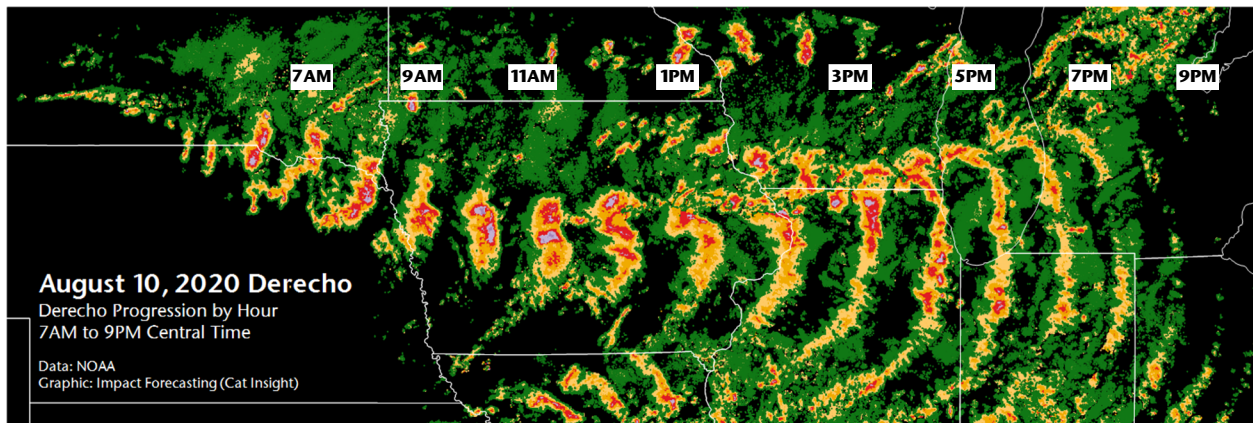 7AM 9AM 11AM 1PM 3PM 5PM 7PM 9PM
August 10, 2020 Derecho
Derecho Progression by Hour
7AM to 9PM Central Time
Data: NOAA
Graphic: Impact Forecasting (Cat Insight)